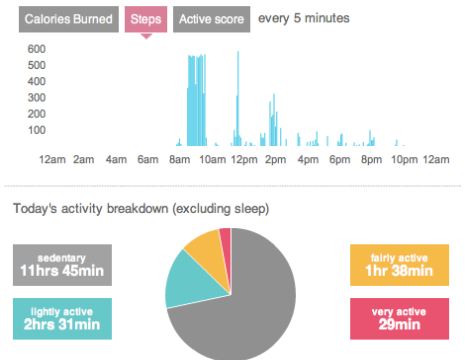 Calories Burned Steps Active score every 5 minutes
600
500
400
300
200
100
12am 2am 4am 6am 8am 10am 12pm 2pm 4pm 6pm 8pm 10pm 12am
Today's activity breakdown (excluding sleep)
sedentary
11hrs 45min
fairly active
1hr 38min
lightly active
2hrs 31min
very active
29min